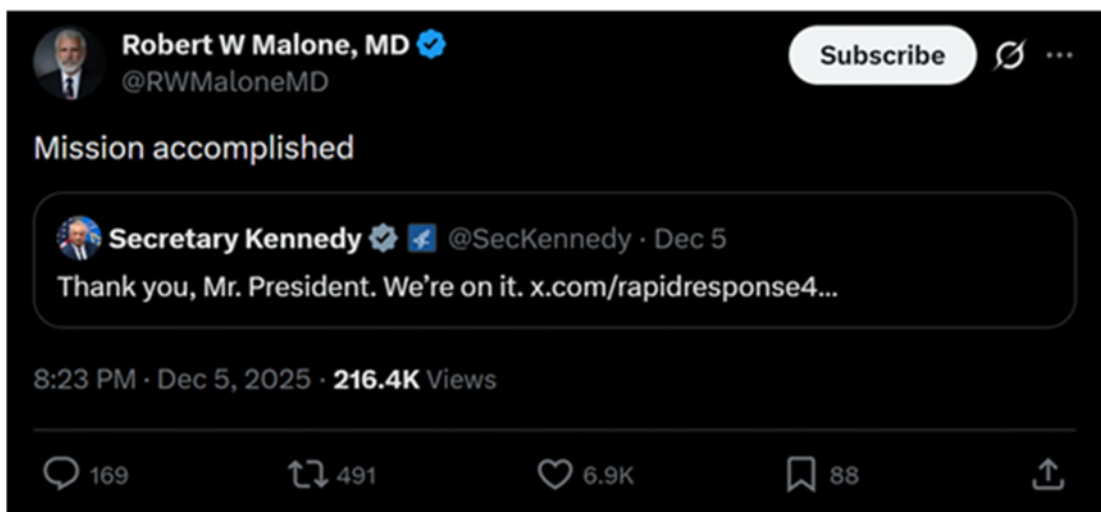 Robert W Malone, MD
Subscribe
@RWMaloneMD
Mission accomplished
Secretary Kennedy @SecKennedy · Dec 5
Thank you, Mr. President. We're on it. x.com/rapidresponse4...
8:23 PM · Dec 5, 2025 · 216.4K Views
169 491 6.9K 88